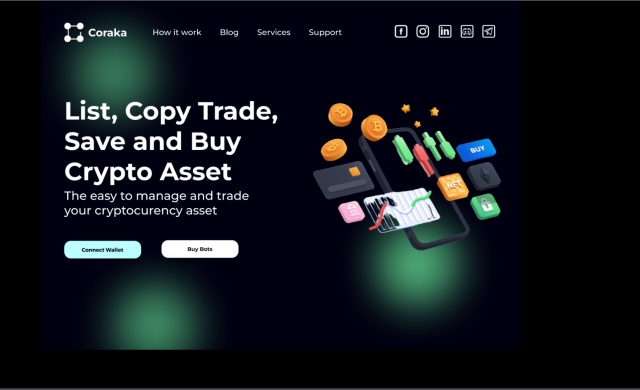 Coraka
How it work
Blog
Services
Support
List, Copy Trade,
Save and Buy
Crypto Asset
The easy to manage and trade
your cryptocurency asset
BUY
NFT
Connect Wallet
Buy Bots